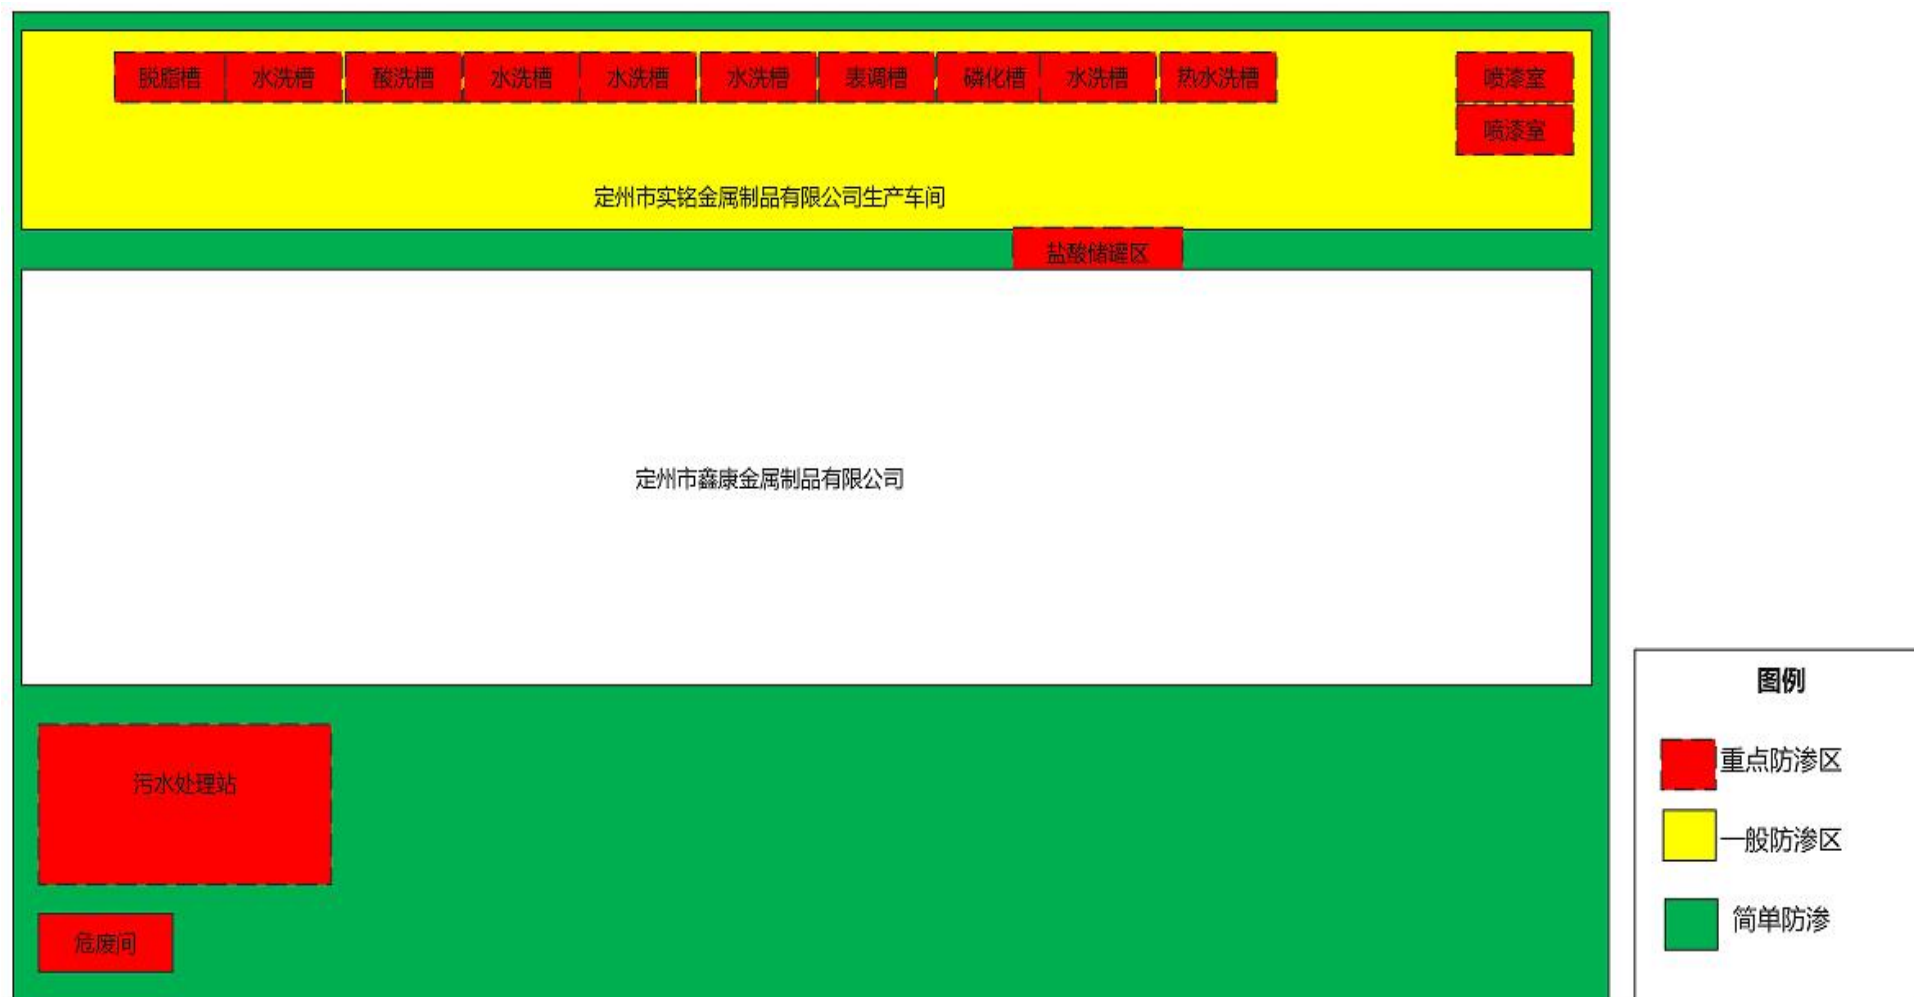 脱脂槽 水洗槽 酸洗槽 水洗槽 水洗槽 水洗槽 表调槽 磷化槽 水洗槽 热水洗槽 喷漆室
喷漆室
定州市实铭金属制品有限公司生产车间
盐酸储罐区
定州市鑫康金属制品有限公司
污水处理站
危废间
图例
重点防渗区
一般防渗区
简单防渗